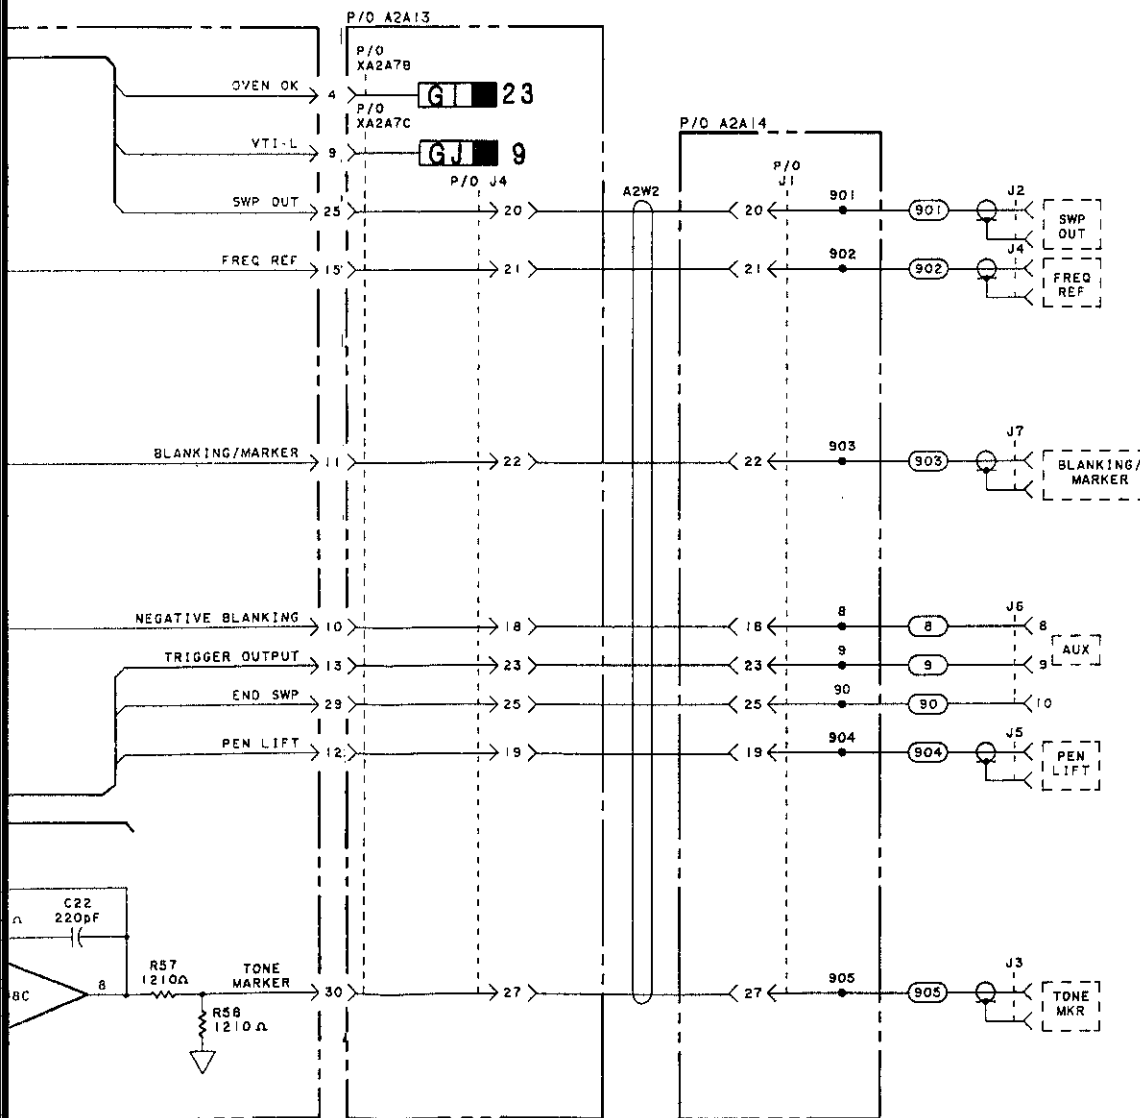 P/O A2A13
P/O
XA2A7B
OVEN OK 4 GI 23
P/O
XA2A7C
P/O A2A14
VTI-L 9 GJ 9
P/O J4
P/O
J1
A2W2
SWP OUT 25 20 20 901 901 J2
SWP
OUT
FREQ REF 15 21 21 902 902 J4
FREQ
REF
BLANKING/MARKER 11 22 22 903 903 J7
BLANKING/
MARKER
NEGATIVE BLANKING 10 18 18 8 8 J6 8
AUX
TRIGGER OUTPUT 13 23 23 9 9 9
END SWP 29 25 25 90 90 10
PEN LIFT 12 19 19 904 904 J5
PEN
LIFT
C22
220pF
Ω
8C
8
R57
1210Ω
TONE
MARKER 30 27 27 905 905 J3
TONE
MKR
R58
1210Ω